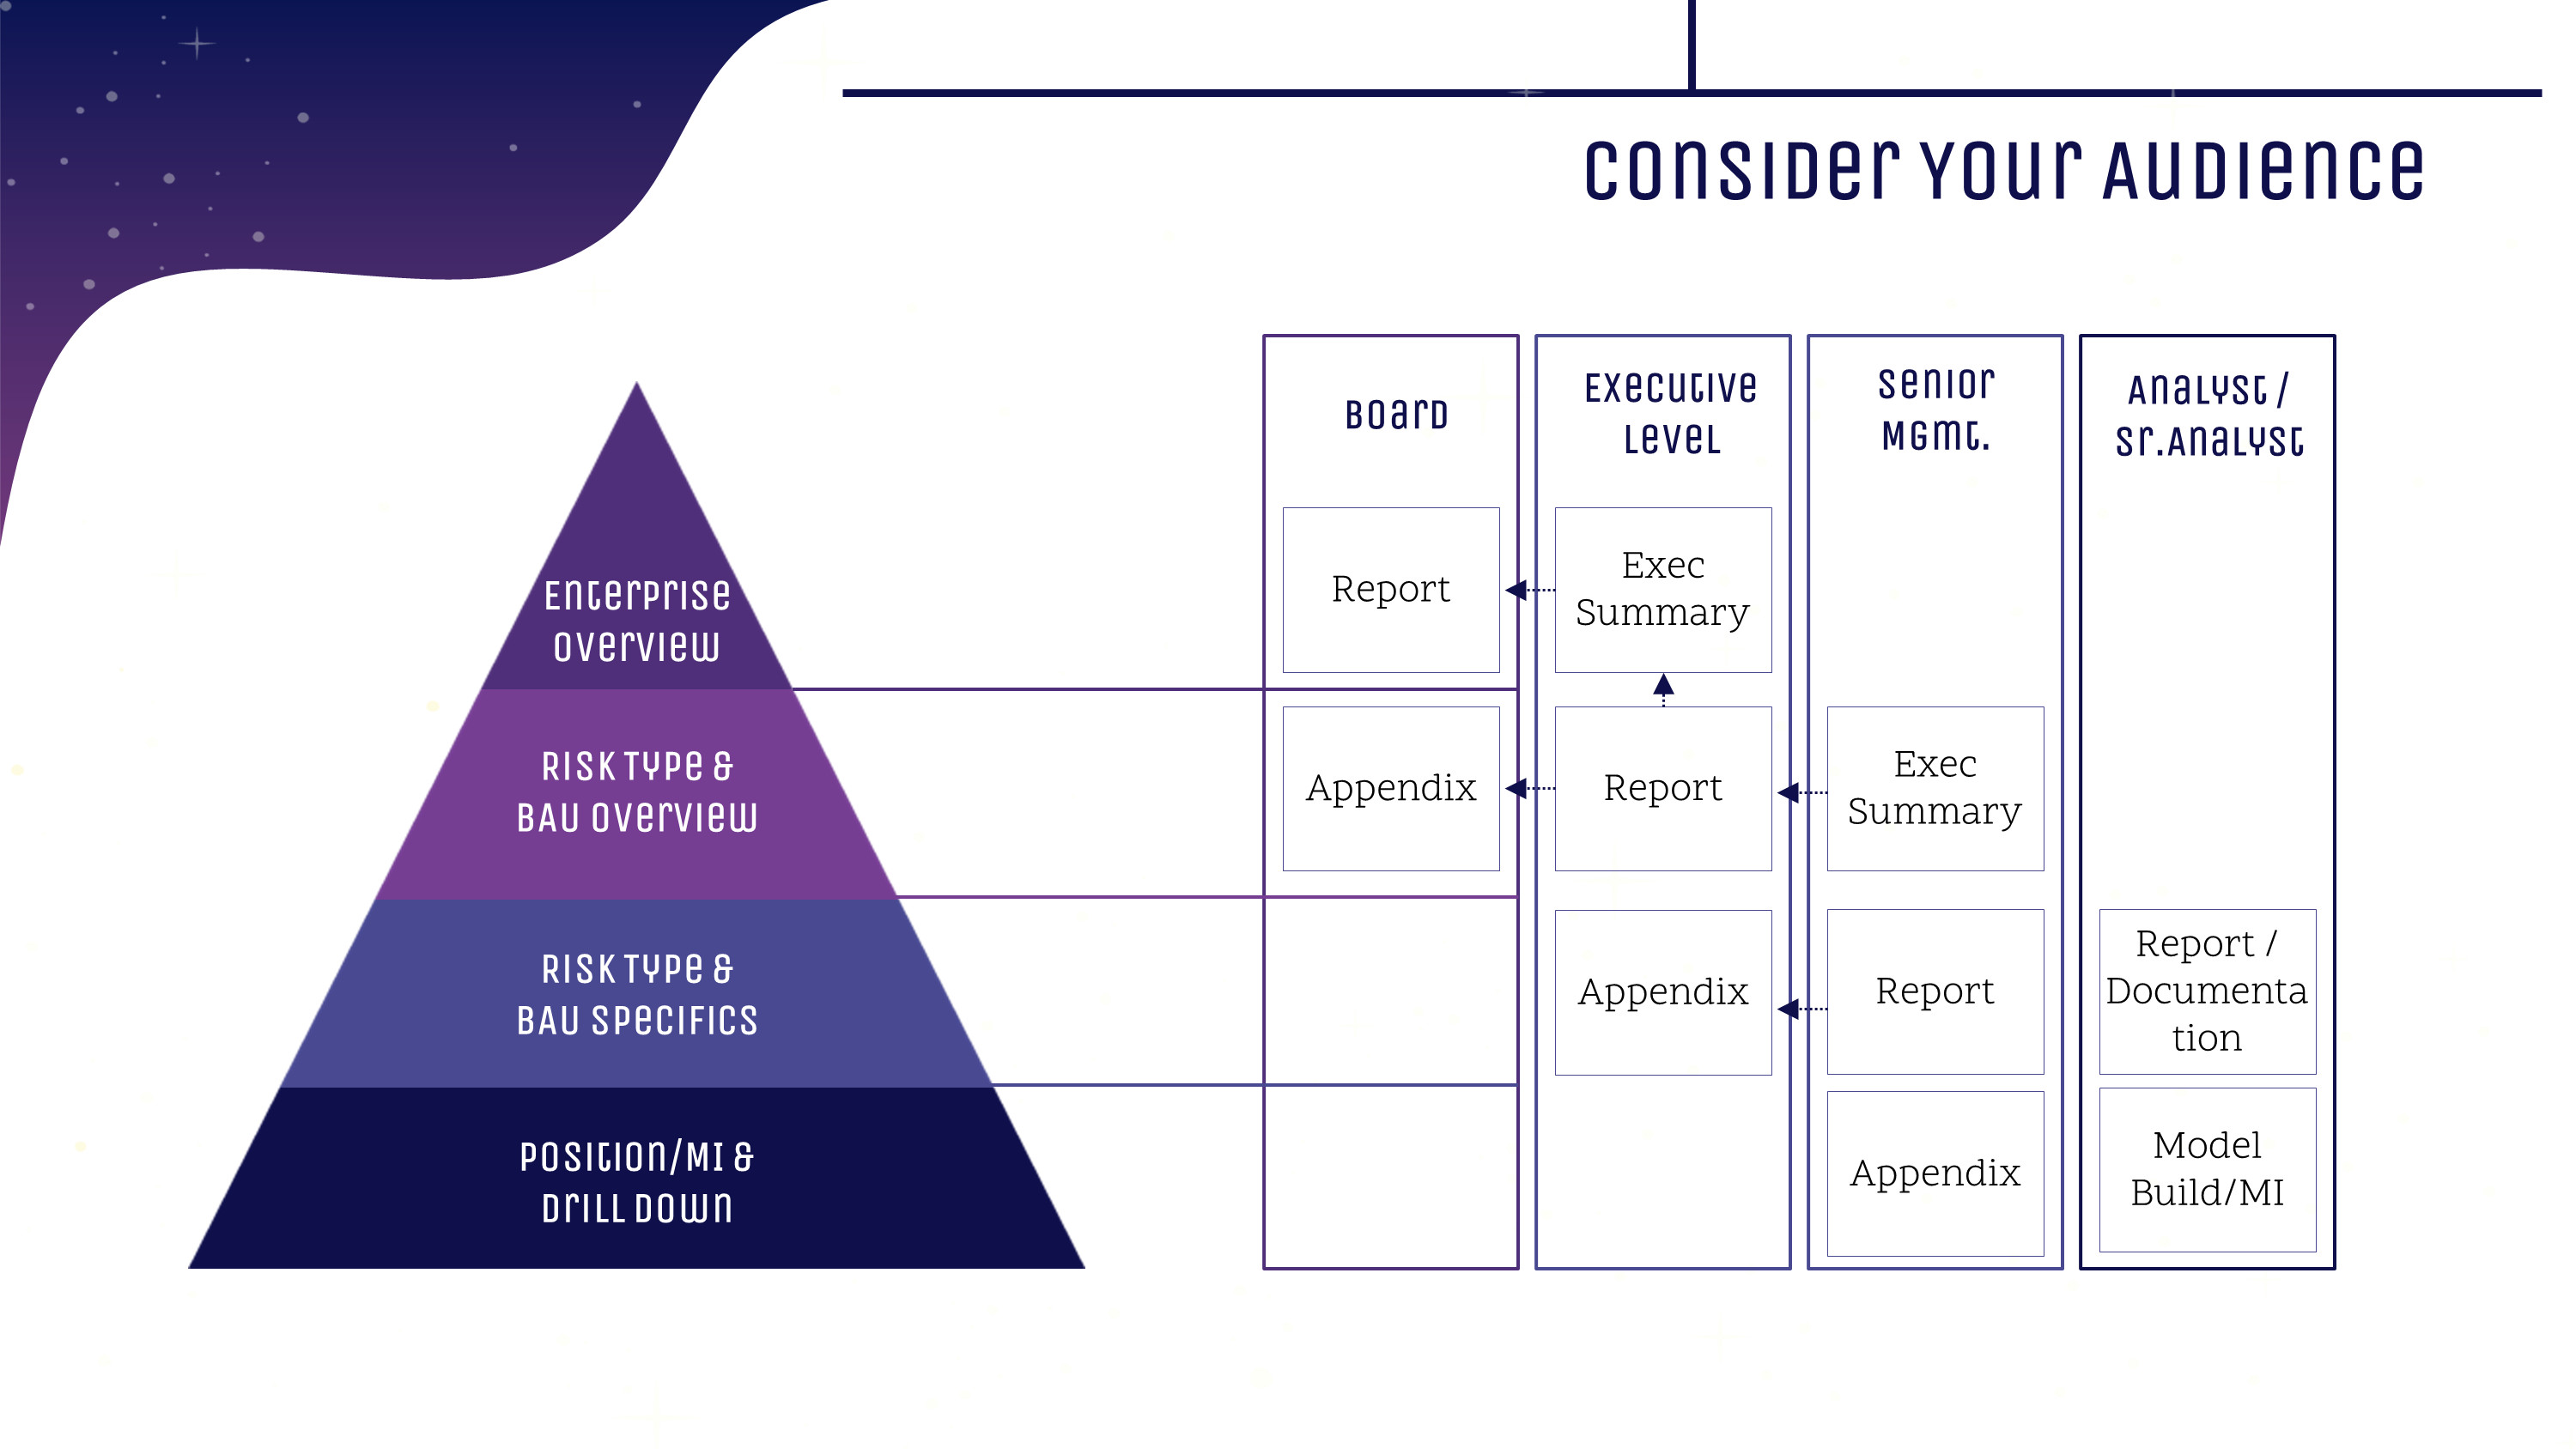 Consider Your Audience
Enterprise
Overview
Risk Type &
BAU Overview
Risk Type &
BAU Specifics
Position/MI &
Drill Down
Board
Report
Appendix
Executive
Level
Exec
Summary
Report
Appendix
Senior
Mgmt.
Exec
Summary
Report
Appendix
Analyst /
Sr.Analyst
Report /
Documenta
tion
Model
Build/MI